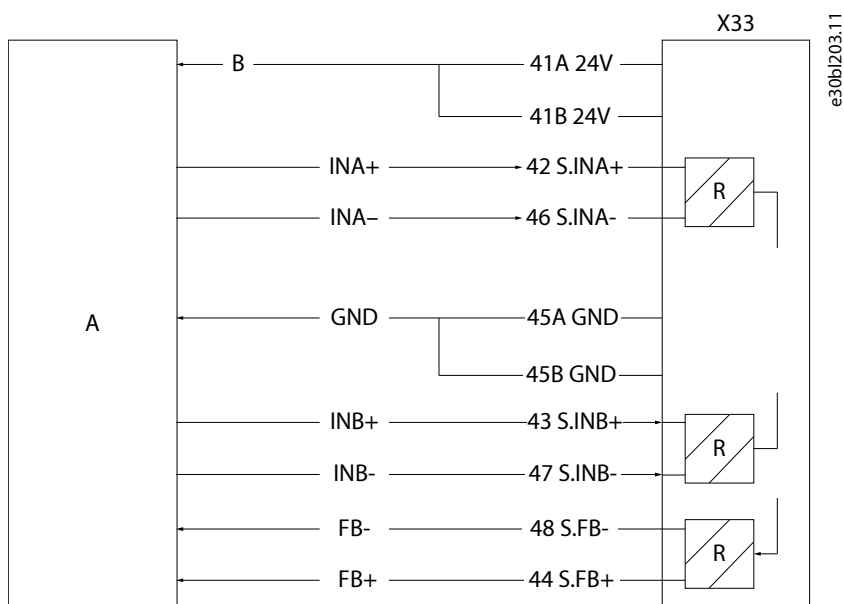 X33
e30bl203.11
B 41A 24V
41B 24V
INA+ 42 S.INA+
R
INA– 46 S.INA-
A
GND 45A GND
45B GND
INB+ 43 S.INB+
R
INB- 47 S.INB-
FB- 48 S.FB-
R
FB+ 44 S.FB+